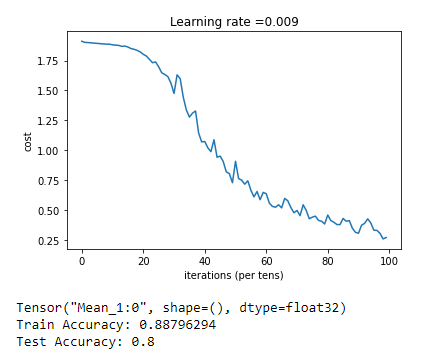 Learning rate =0.009
1.75
1.50
1.25
1.00
0.75
0.50
0.25
cost
0
20
40
60
80
100
iterations (per tens)
Tensor("Mean_1:0", shape=(), dtype=float32)
Train Accuracy: 0.88796294
Test Accuracy: 0.8